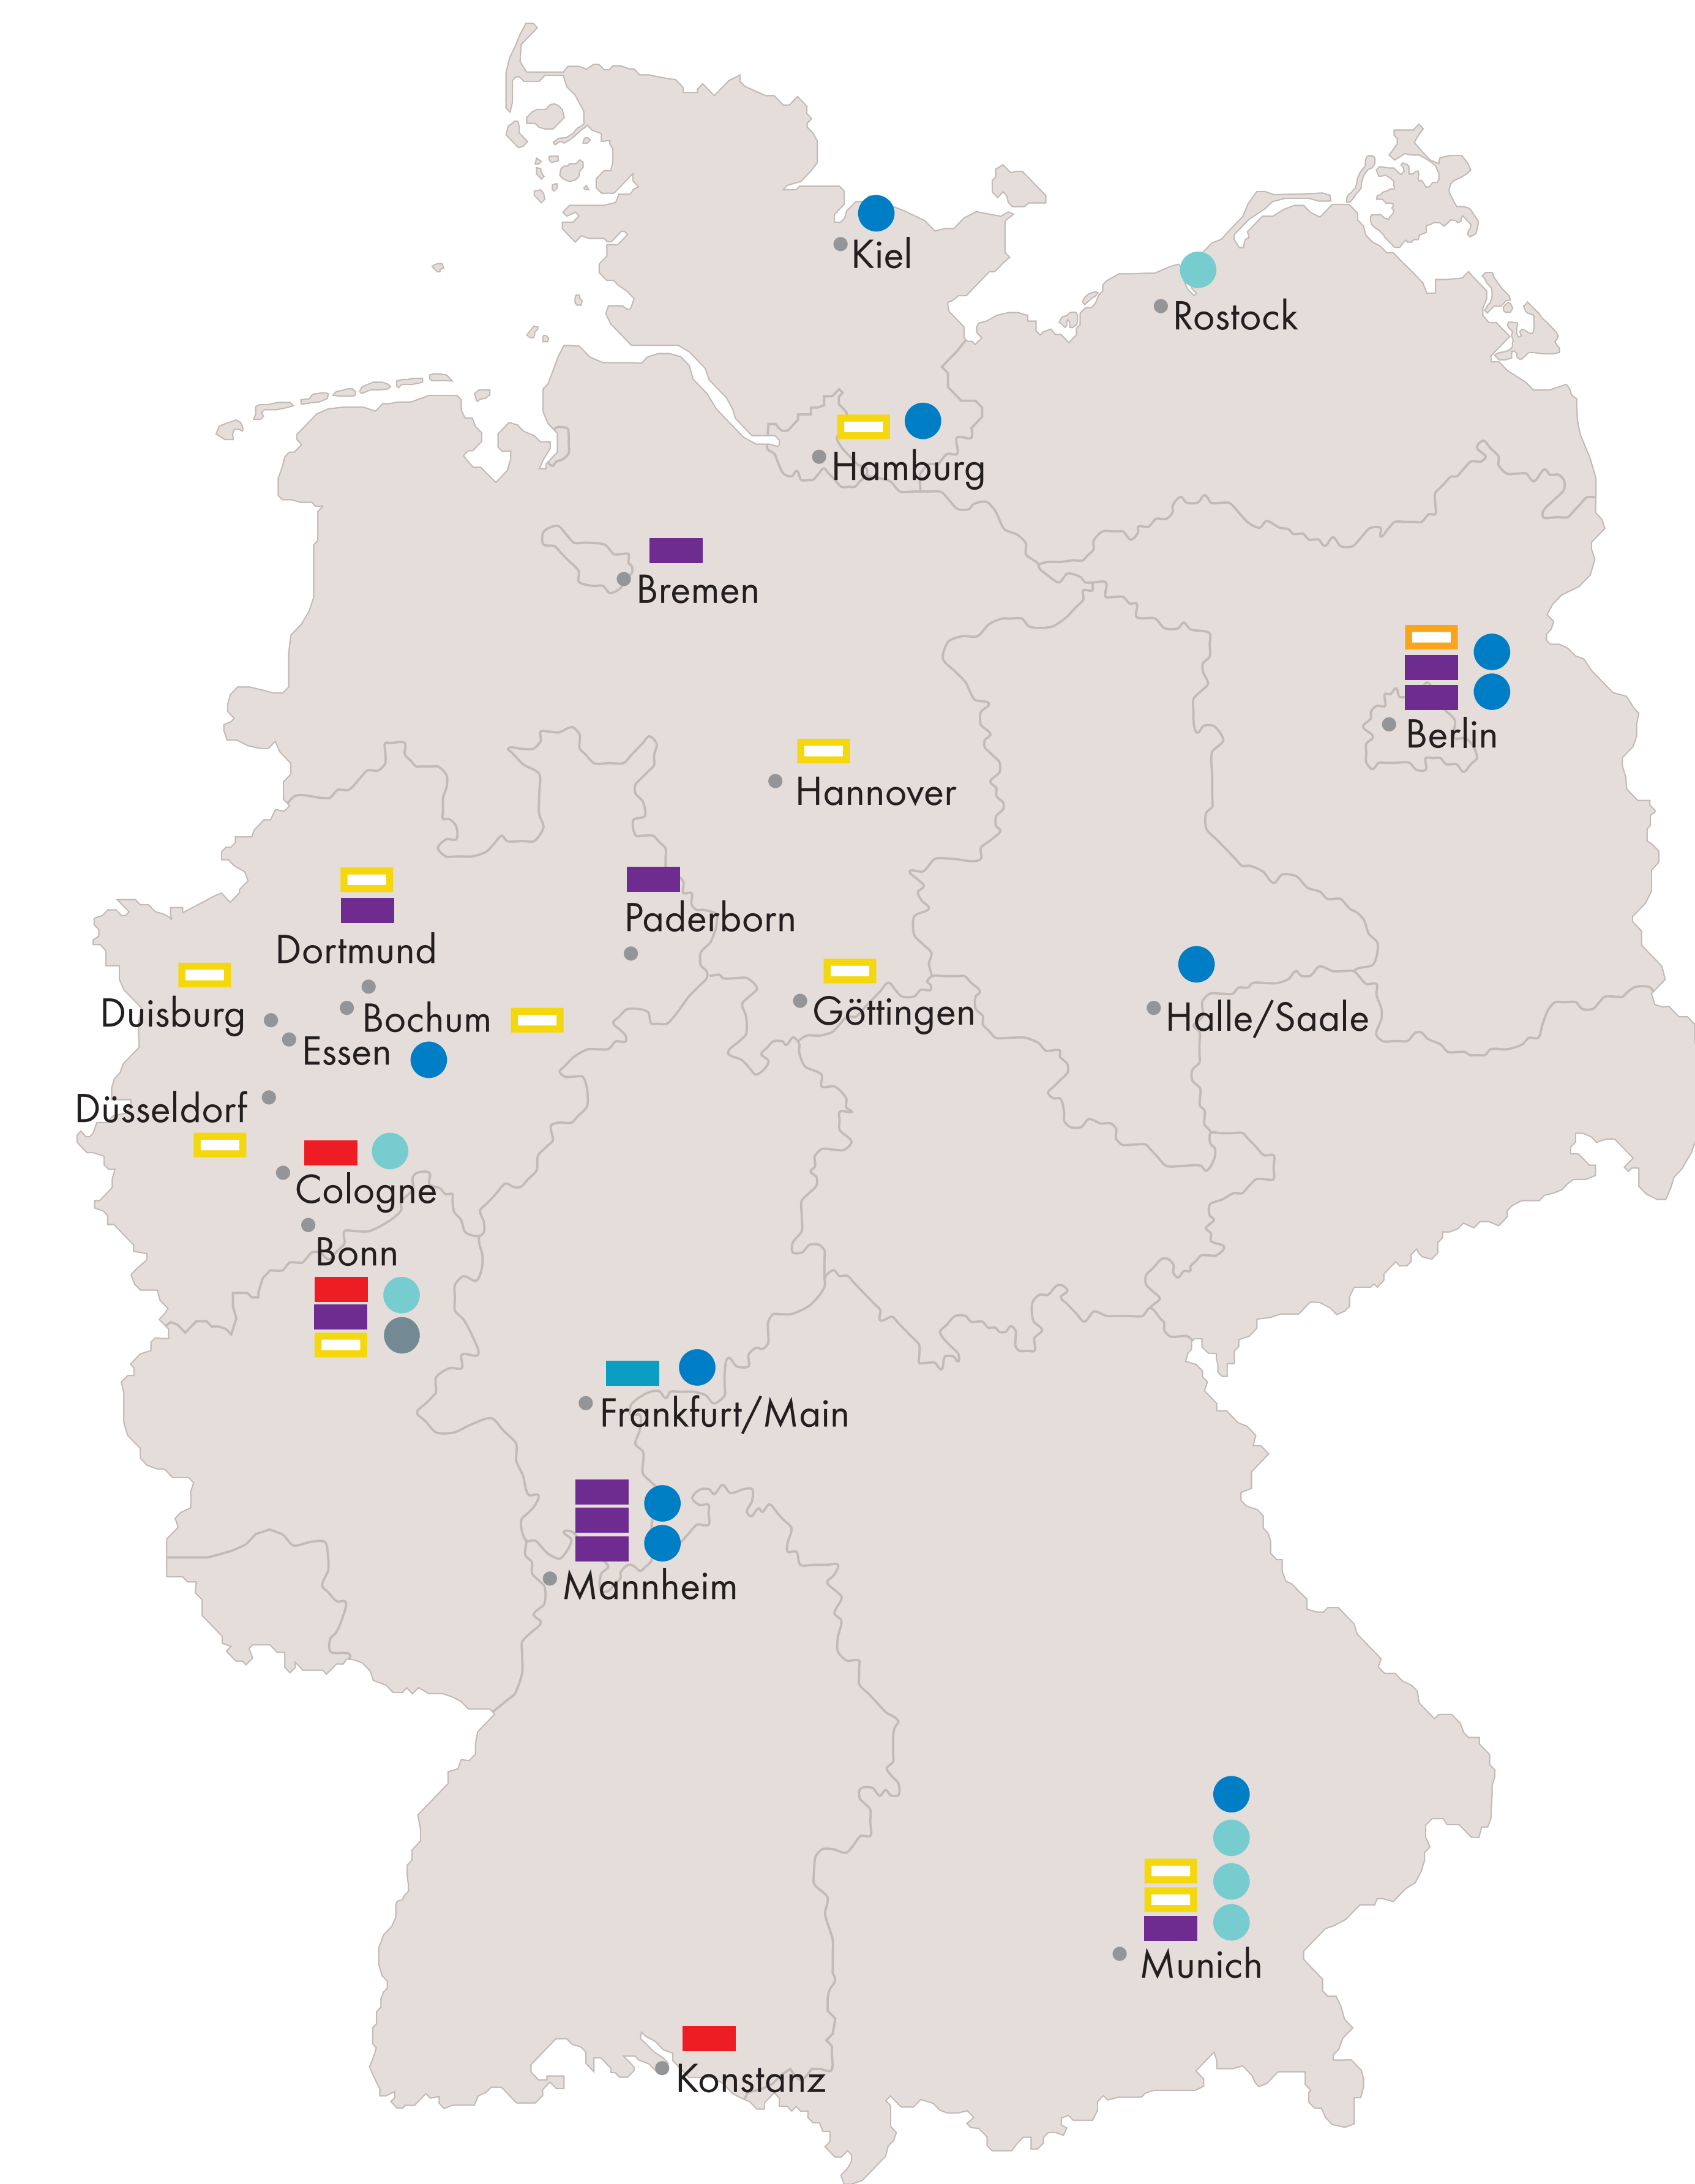 Kiel
Rostock
Hamburg
Bremen
Berlin
Hannover
Paderborn
Dortmund
Göttingen
Duisburg
Bochum
Halle/Saale
Essen
Düsseldorf
Cologne
Bonn
Frankfurt/Main
Mannheim
Munich
Konstanz